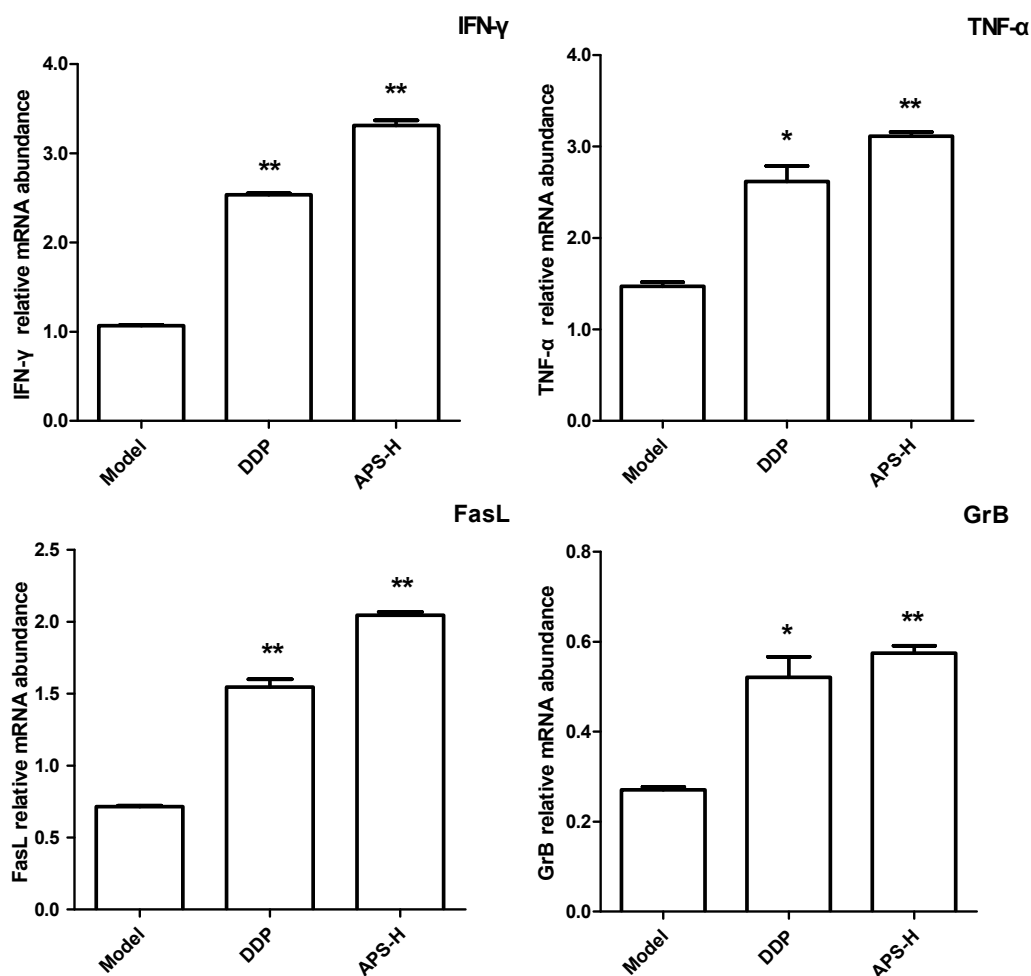 IFN-γ
IFN-γ relative mRNA abundance
4.0
3.0
2.0
1.0
0.0
**
**
Model
DDP
APS-H
TNF-α
TNF-α relative mRNA abundance
4.0
3.0
2.0
1.0
0.0
*
**
Model
DDP
APS-H
FasL
FasL relative mRNA abundance
2.5
2.0
1.5
1.0
0.5
0.0
**
**
Model
DDP
APS-H
GrB
GrB relative mRNA abundance
0.8
0.6
0.4
0.2
0.0
*
**
Model
DDP
APS-H